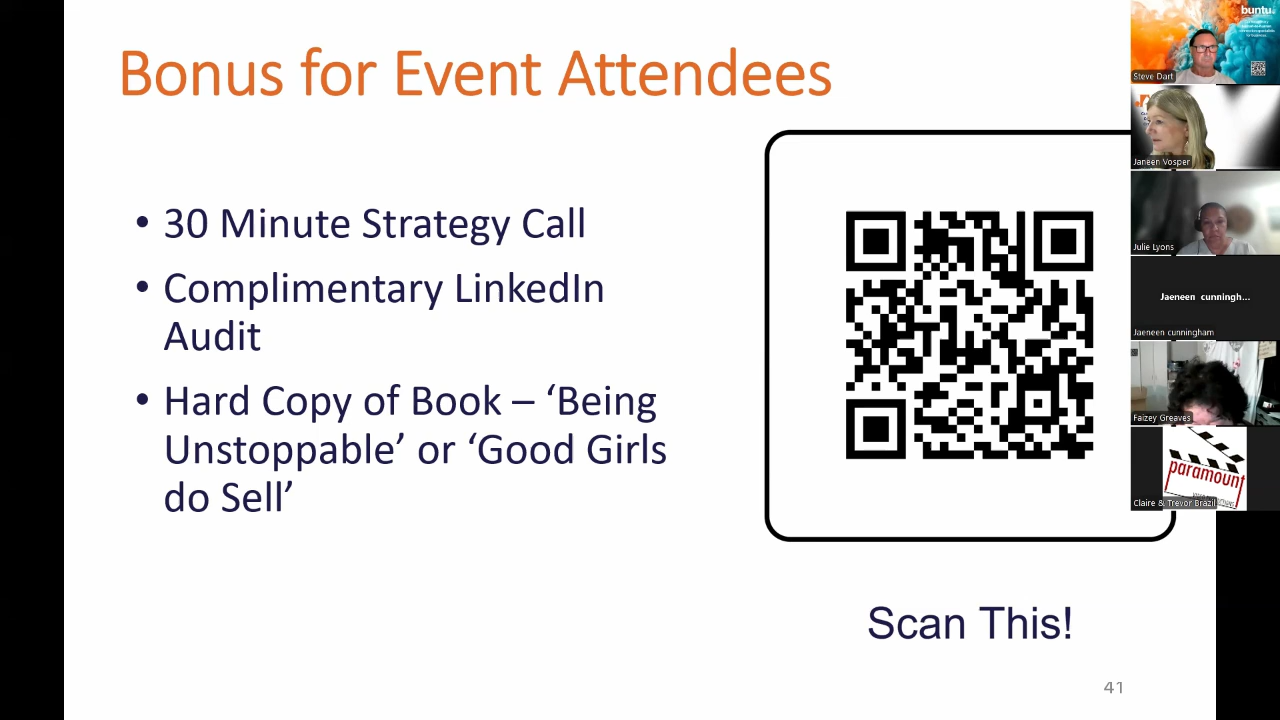 Bonus for Event Attendees
• 30 Minute Strategy Call
• Complimentary LinkedIn
Audit
• Hard Copy of Book – ‘Being
Unstoppable’ or ‘Good Girls
do Sell’
Scan This!
41
buntu.
Steve Dart
Janeen Vosper
Julie Lyons
Jaeneen cunningh...
Jaeneen cunningham
Faizey Greaves
paramount
Claire & Trevor Brazil